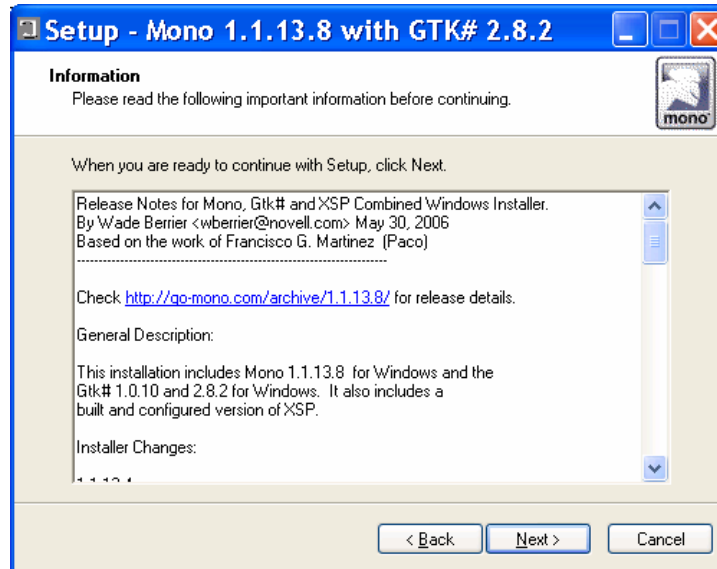 Setup - Mono 1.1.13.8 with GTK# 2.8.2
Information
Please read the following important information before continuing.
mono
When you are ready to continue with Setup, click Next.
Release Notes for Mono, Gtk# and XSP Combined Windows Installer.
By Wade Berrier <wberrier@novell.com> May 30, 2006
Based on the work of Francisco G. Martinez (Paco)
------------------------------------------------------------------------
Check http://go-mono.com/archive/1.1.13.8/ for release details.
General Description:
This installation includes Mono 1.1.13.8 for Windows and the
Gtk# 1.0.10 and 2.8.2 for Windows. It also includes a
built and configured version of XSP.
Installer Changes:
1.1.13.4
< Back
Next >
Cancel